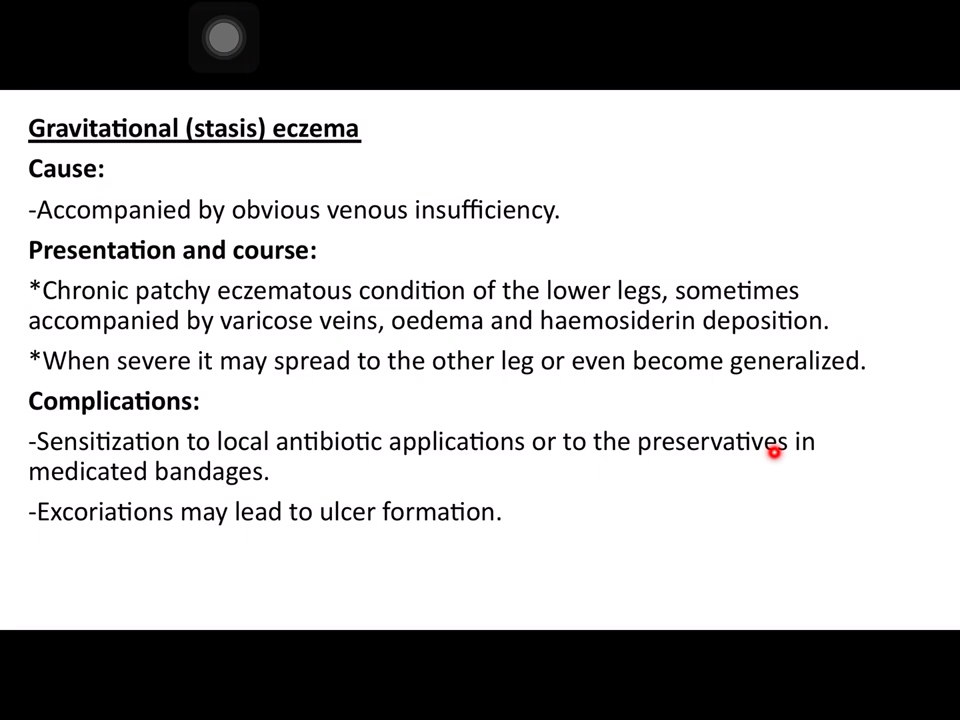 Gravitational (stasis) eczema
Cause:
-Accompanied by obvious venous insufficiency.
Presentation and course:
*Chronic patchy eczematous condition of the lower legs, sometimes
accompanied by varicose veins, oedema and haemosiderin deposition.
*When severe it may spread to the other leg or even become generalized.
Complications:
-Sensitization to local antibiotic applications or to the preservatives in
medicated bandages.
-Excoriations may lead to ulcer formation.